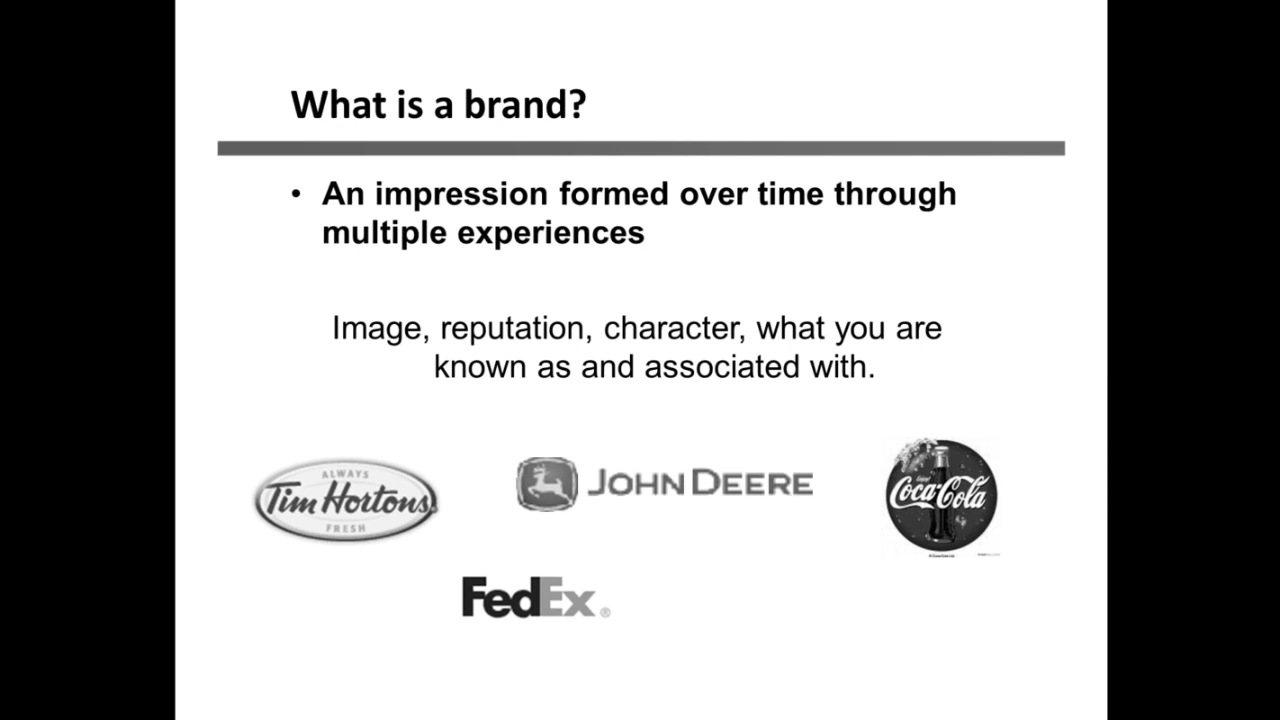 What is a brand?
• An impression formed over time through
multiple experiences
Image, reputation, character, what you are
known as and associated with.
ALWAYS
Tim Hortons
FRESH
JOHN DEERE
Enjoy
Coca-Cola
FedEx®